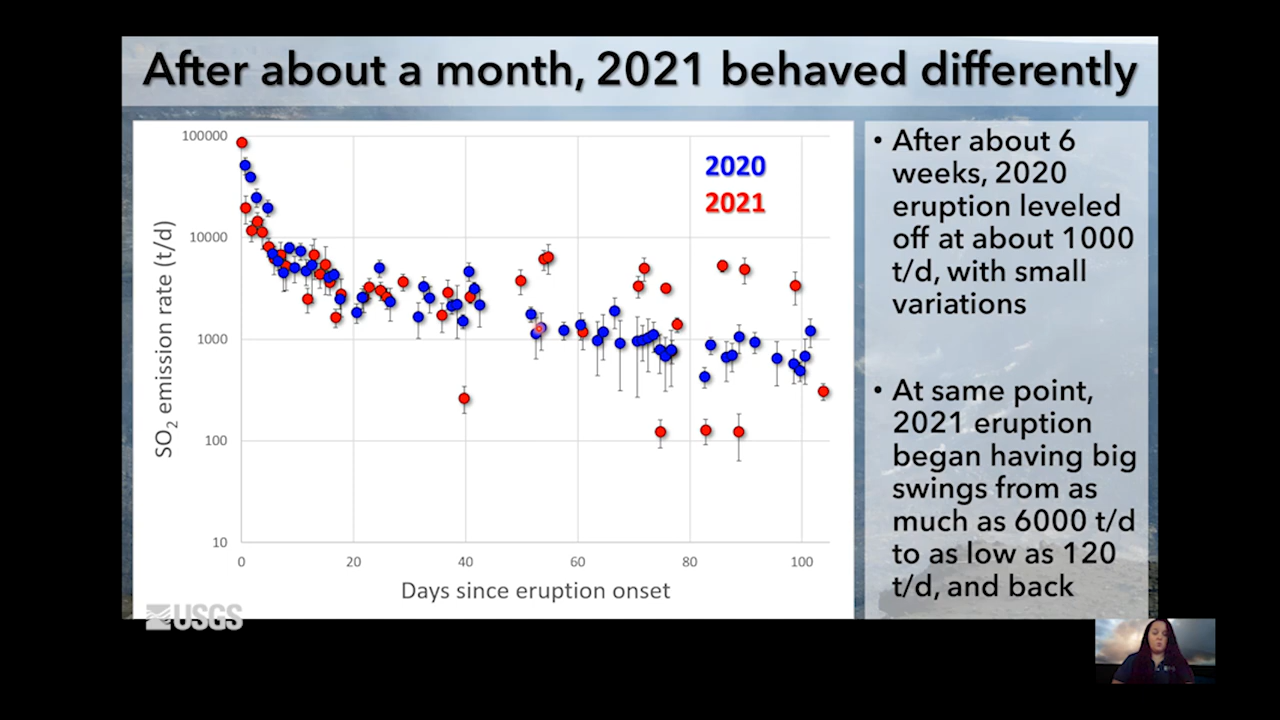 After about a month, 2021 behaved differently
100000
10000
1000
100
10
SO2 emission rate (t/d)
2020
2021
0
20
40
60
80
100
Days since eruption onset
USGS
• After about 6
weeks, 2020
eruption leveled
off at about 1000
t/d, with small
variations
• At same point,
2021 eruption
began having big
swings from as
much as 6000 t/d
to as low as 120
t/d, and back